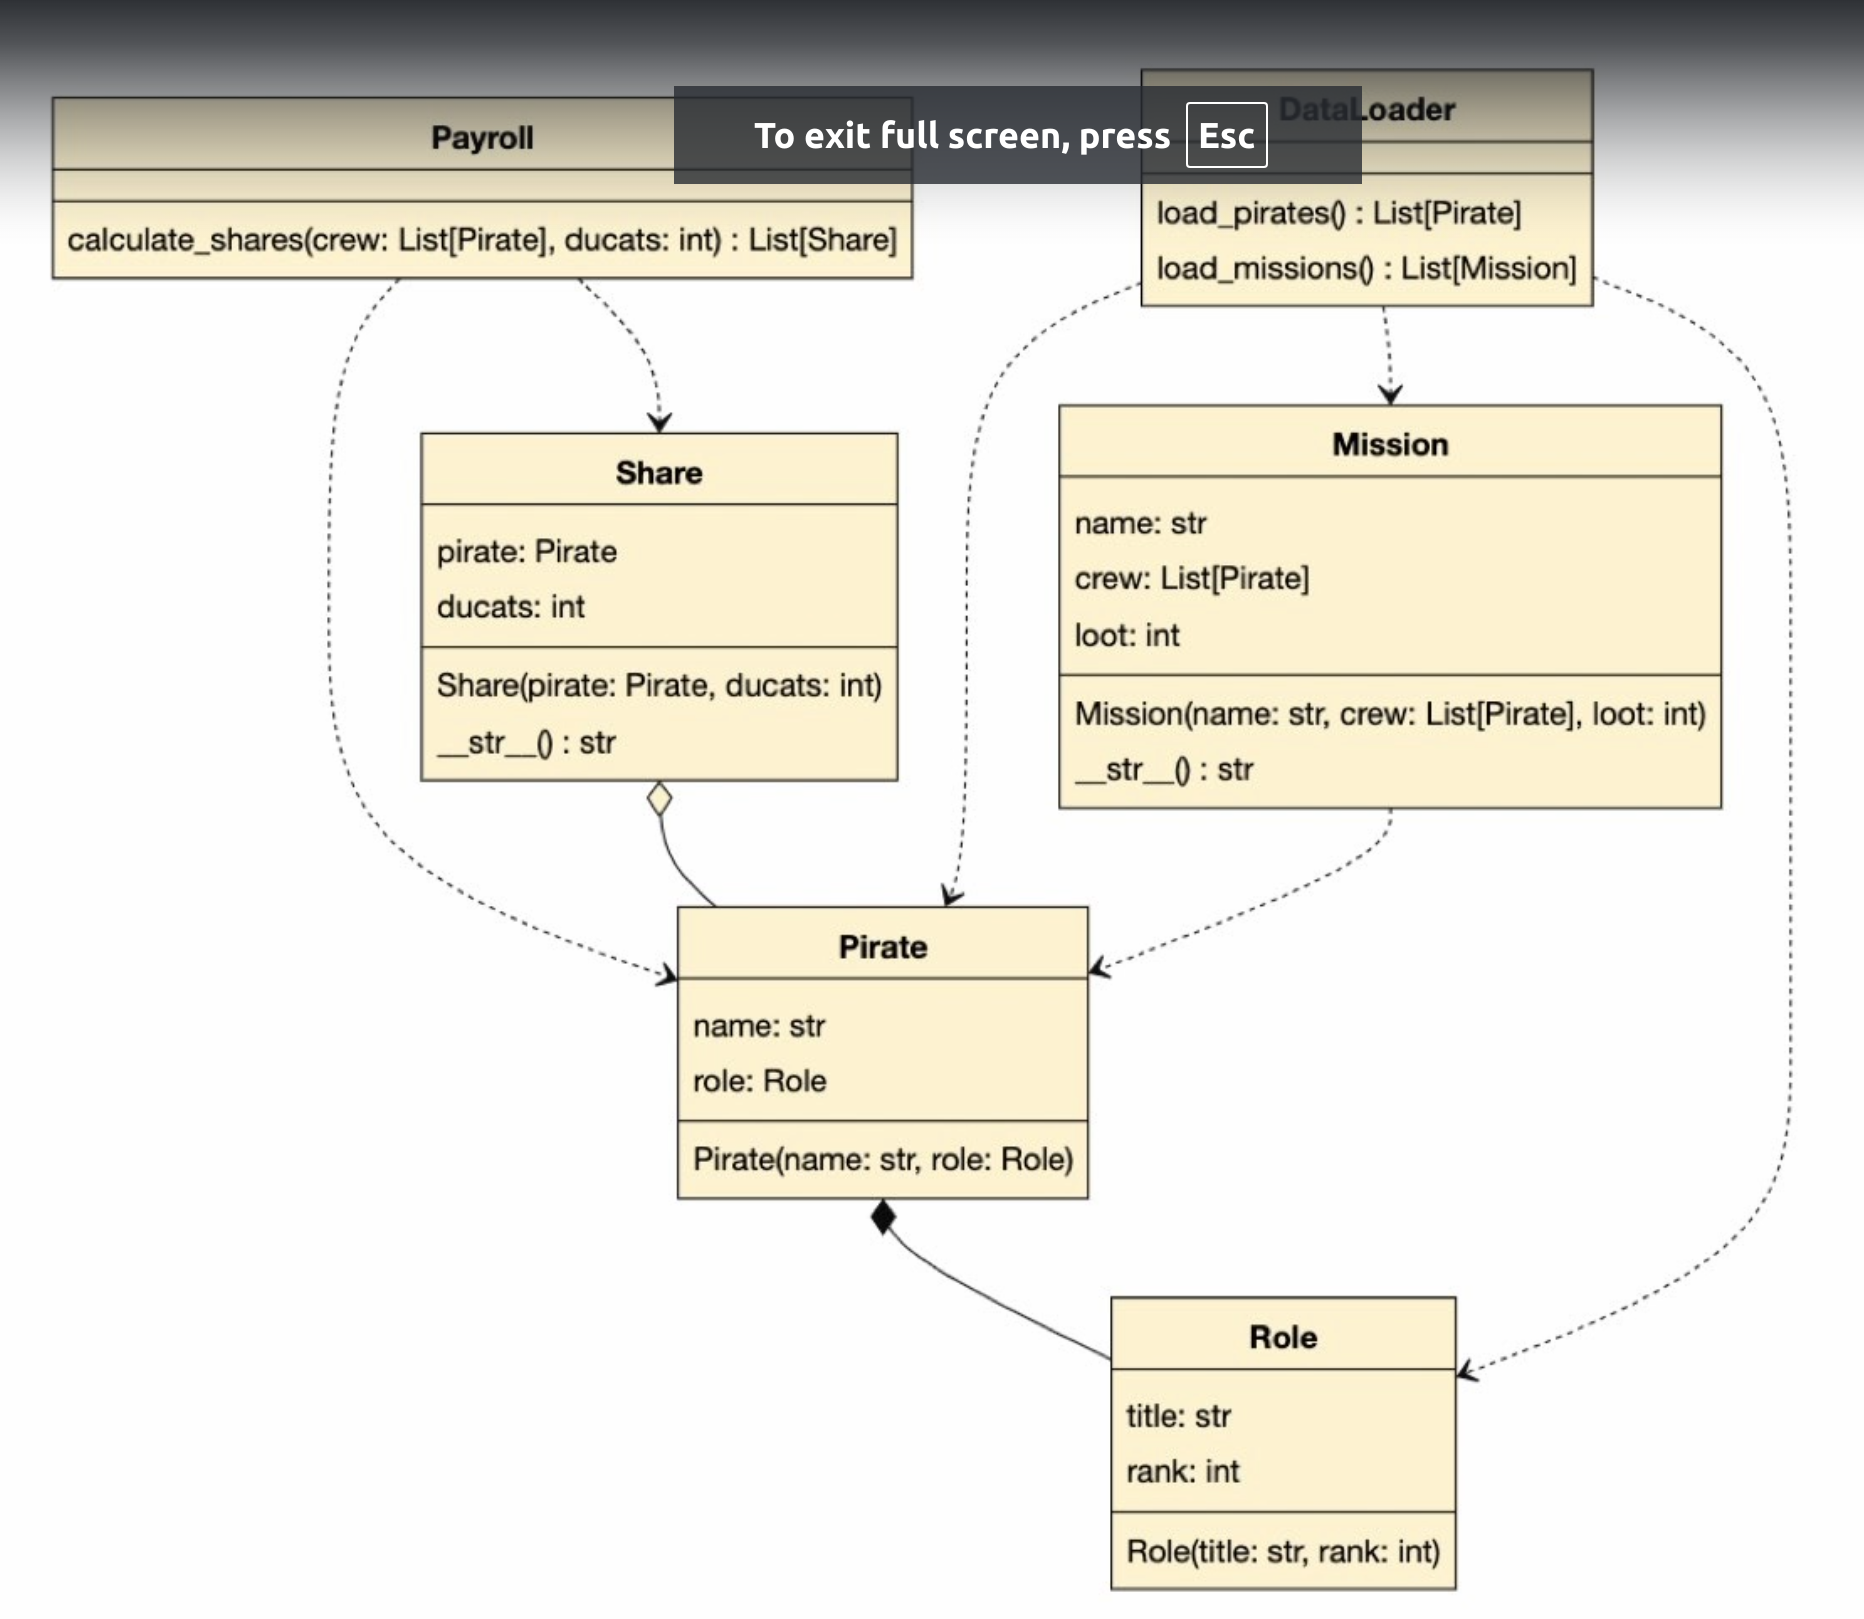 Payroll
calculate_shares(crew: List[Pirate], ducats: int) : List[Share]
To exit full screen, press Esc
DataLoader
load_pirates() : List[Pirate]
load_missions() : List[Mission]
Share
pirate: Pirate
ducats: int
Share(pirate: Pirate, ducats: int)
__str__() : str
Mission
name: str
crew: List[Pirate]
loot: int
Mission(name: str, crew: List[Pirate], loot: int)
__str__() : str
Pirate
name: str
role: Role
Pirate(name: str, role: Role)
Role
title: str
rank: int
Role(title: str, rank: int)